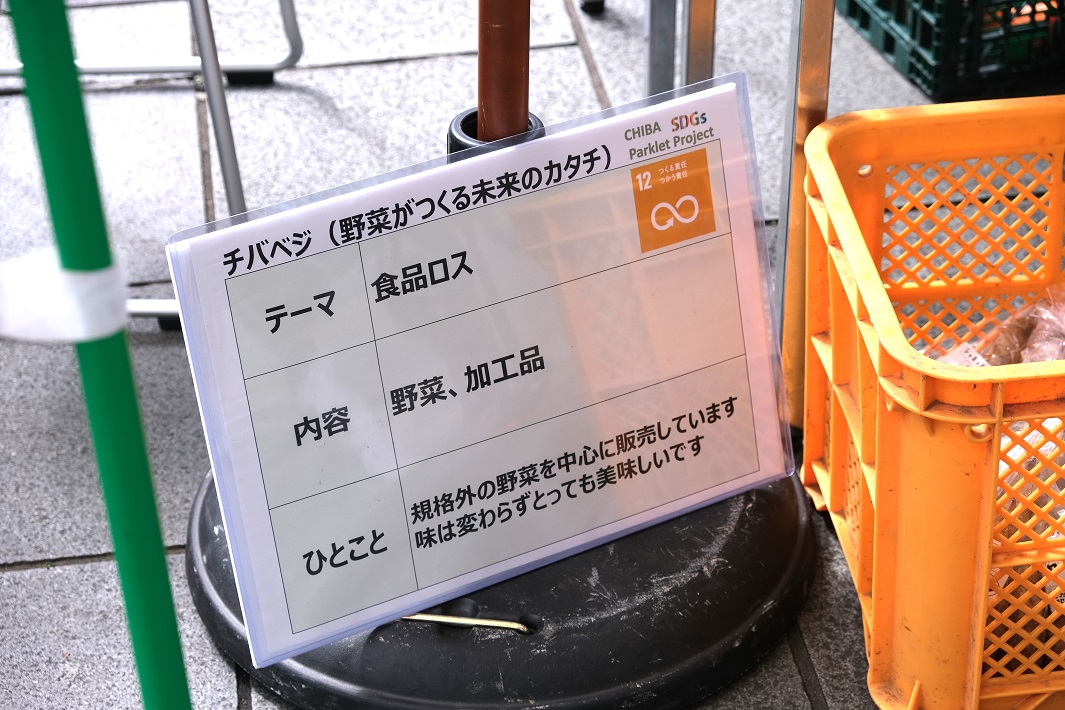 CHIBA SDGs
Parklet Project
チバベジ（野菜がつくる未来のカタチ）
12 つくる責任
つかう責任
テーマ 食品ロス
内容 野菜、加工品
ひとこと 規格外の野菜を中心に販売しています
味は変わらずとっても美味しいです